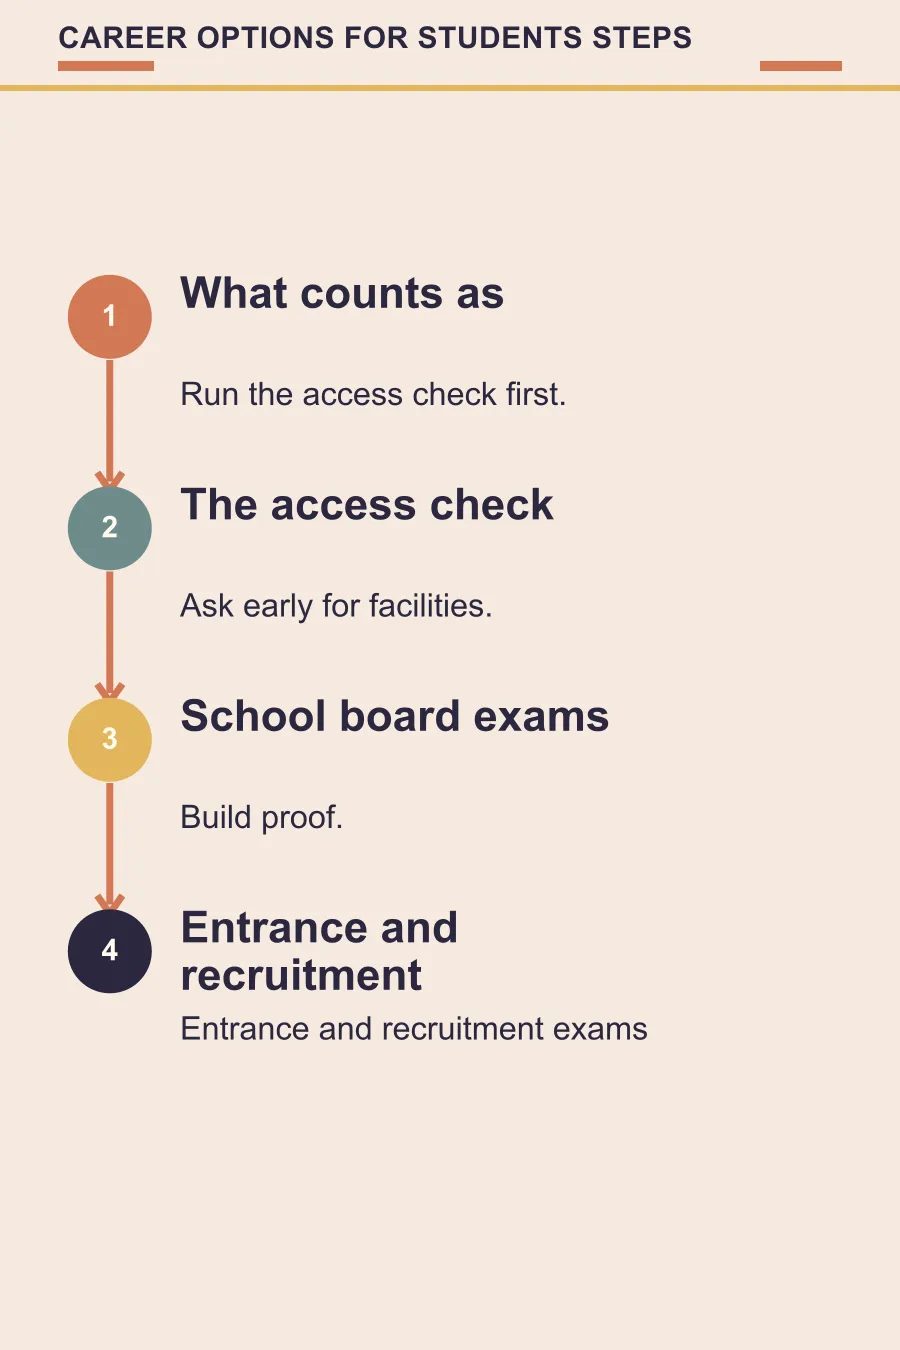 CAREER OPTIONS FOR STUDENTS STEPS
1
What counts as
Run the access check first.
2
The access check
Ask early for facilities.
3
School board exams
Build proof.
4
Entrance and
recruitment
Entrance and recruitment exams